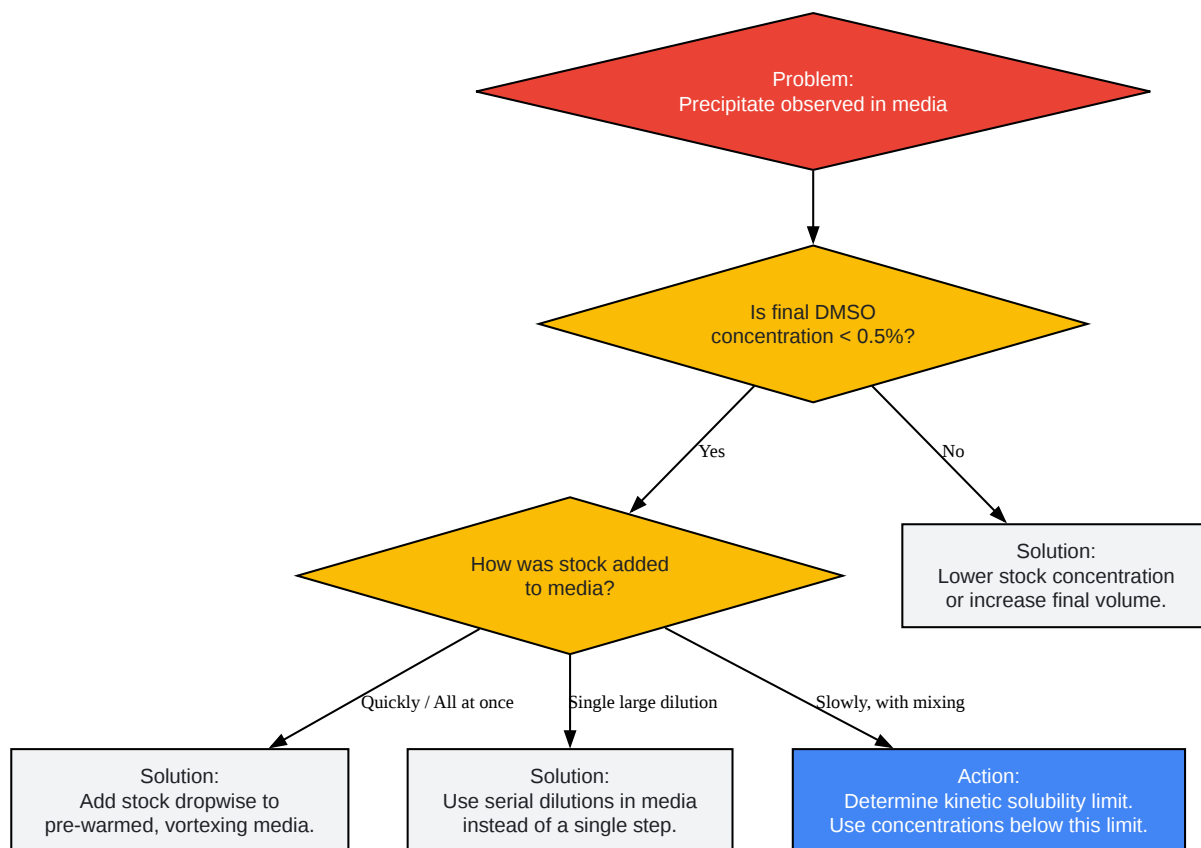 Problem:
Precipitate observed in media
Is final DMSO
concentration < 0.5%?
Yes
No
How was stock added
to media?
Solution:
Lower stock concentration
or increase final volume.
Quickly / All at once
Single large dilution
Slowly, with mixing
Solution:
Add stock dropwise to
pre-warmed, vortexing media.
Solution:
Use serial dilutions in media
instead of a single step.
Action:
Determine kinetic solubility limit.
Use concentrations below this limit.